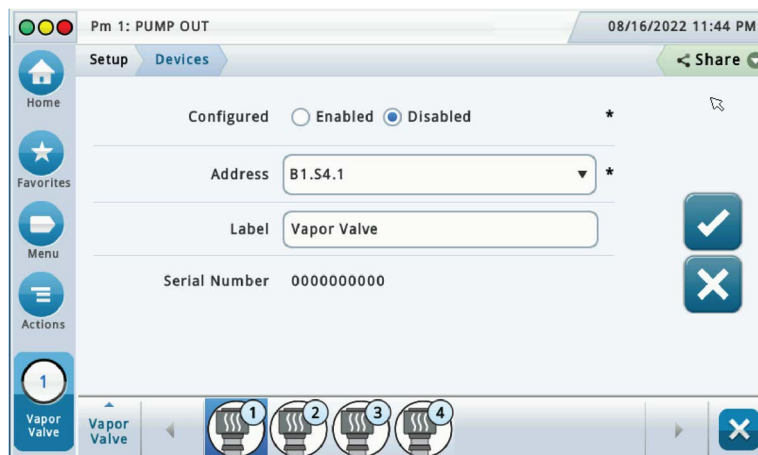 Pm 1: PUMP OUT
08/16/2022 11:44 PM
Setup Devices
Share
Home
Configured Enabled Disabled *
Favorites
Address B1.S4.1 *
Label Vapor Valve
Menu
Serial Number 0000000000
Actions
1
Vapor
Valve
Vapor
Valve
1 2 3 4